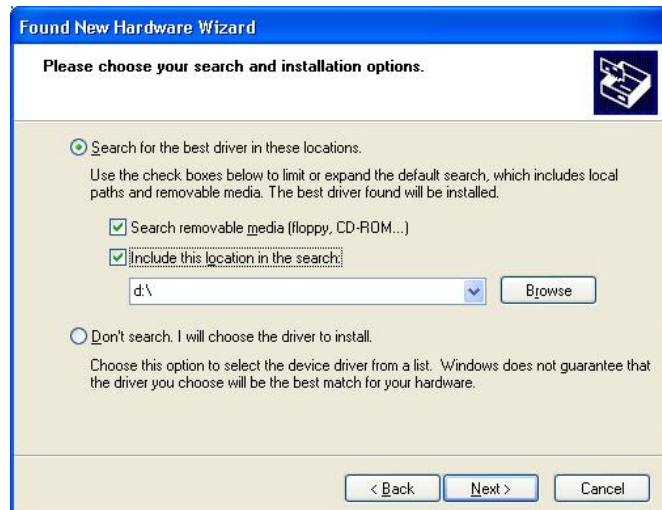 Found New Hardware Wizard
Please choose your search and installation options.
Search for the best driver in these locations.
Use the check boxes below to limit or expand the default search, which includes local
paths and removable media. The best driver found will be installed.
Search removable media (floppy, CD-ROM...)
Include this location in the search:
d:\
Browse
Don't search. I will choose the driver to install.
Choose this option to select the device driver from a list. Windows does not guarantee that
the driver you choose will be the best match for your hardware.
< Back
Next >
Cancel